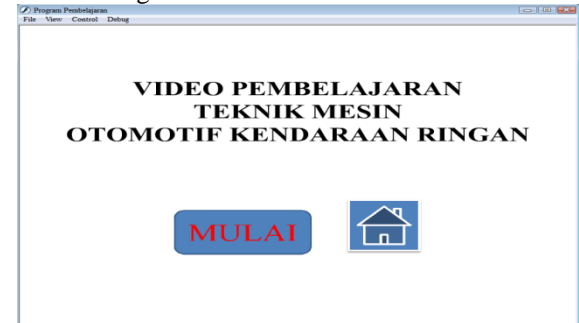 Program Pembelajaran
File View Control Debug
VIDEO PEMBELAJARAN
TEKNIK MESIN
OTOMOTIF KENDARAAN RINGAN
MULAI